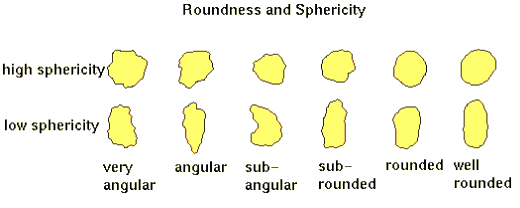 Roundness and Sphericity
high sphericity
low sphericity
very angular
angular
sub-angular
sub-rounded
rounded
well rounded